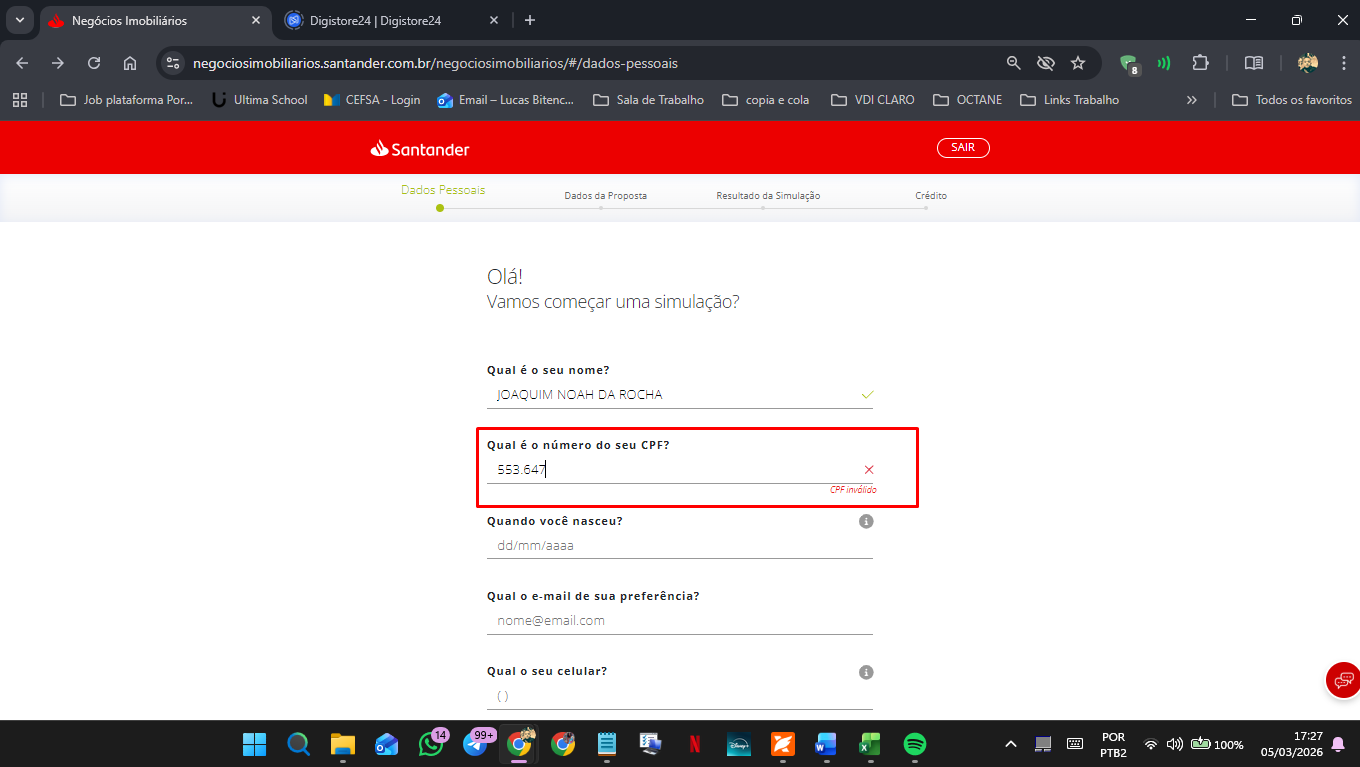 Negócios Imobiliários
Digistore24 | Digistore24
negociosimobiliarios.santander.com.br/negociosimobiliarios/#/dados-pessoais
8
Job plataforma Por...
Ultima School
CEFSA - Login
Email – Lucas Bitenc...
Sala de Trabalho
copia e cola
VDI CLARO
OCTANE
Links Trabalho
Todos os favoritos
Santander
SAIR
Dados Pessoais
Dados da Proposta
Resultado da Simulação
Crédito
Olá!
Vamos começar uma simulação?
Qual é o seu nome?
JOAQUIM NOAH DA ROCHA
Qual é o número do seu CPF?
553.647
CPF inválido
Quando você nasceu?
dd/mm/aaaa
Qual o e-mail de sua preferência?
nome@email.com
Qual o seu celular?
( )
14
99+
Disney+
POR
PTB2
100%
17:27
05/03/2026